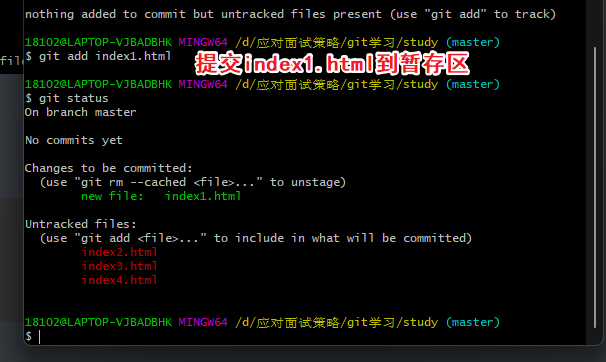 nothing added to commit but untracked files present (use "git add" to track)
18102@LAPTOP-VJBADBHK MINGW64 /d/应对面试策略/git学习/study (master)
file
$ git add index1.html
提交index1.html到暂存区
18102@LAPTOP-VJBADBHK MINGW64 /d/应对面试策略/git学习/study (master)
$ git status
On branch master
No commits yet
Changes to be committed:
(use "git rm --cached <file>..." to unstage)
new file: index1.html
Untracked files:
(use "git add <file>..." to include in what will be committed)
index2.html
index3.html
index4.html
18102@LAPTOP-VJBADBHK MINGW64 /d/应对面试策略/git学习/study (master)
$